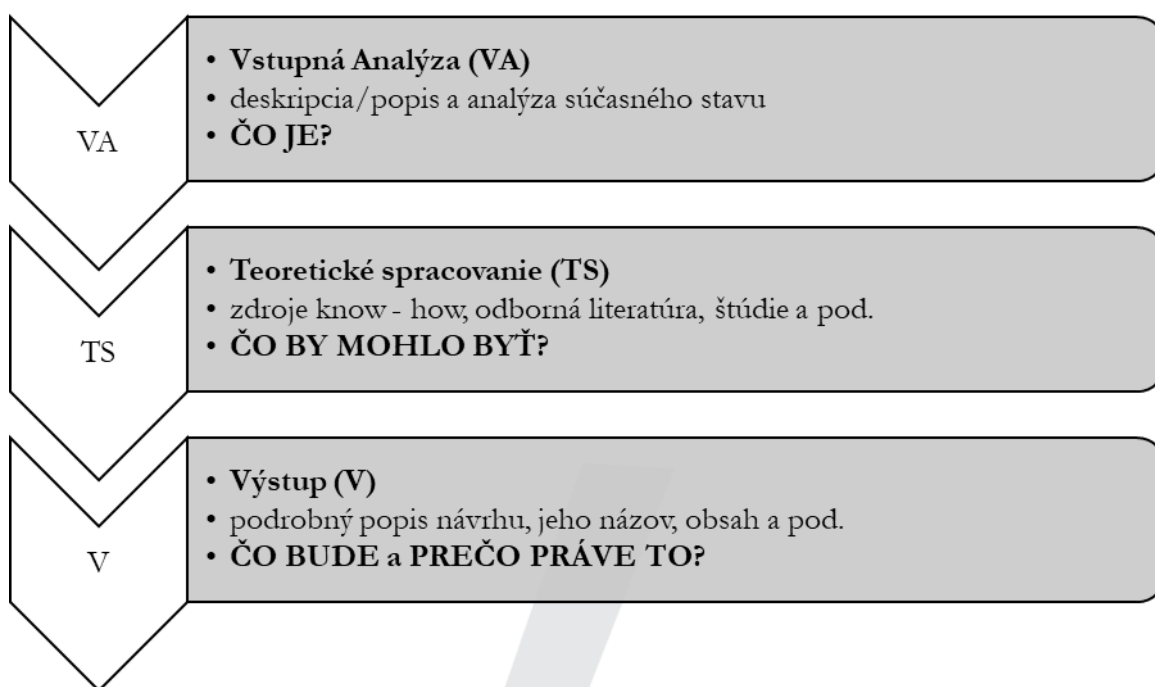 VA
• Vstupná Analýza (VA)
• deskripcia/popis a analýza súčasného stavu
• ČO JE?
TS
• Teoretické spracovanie (TS)
• zdroje know - how, odborná literatúra, štúdie a pod.
• ČO BY MOHLO BYŤ?
V
• Výstup (V)
• podrobný popis návrhu, jeho názov, obsah a pod.
• ČO BUDE a PREČO PRÁVE TO?